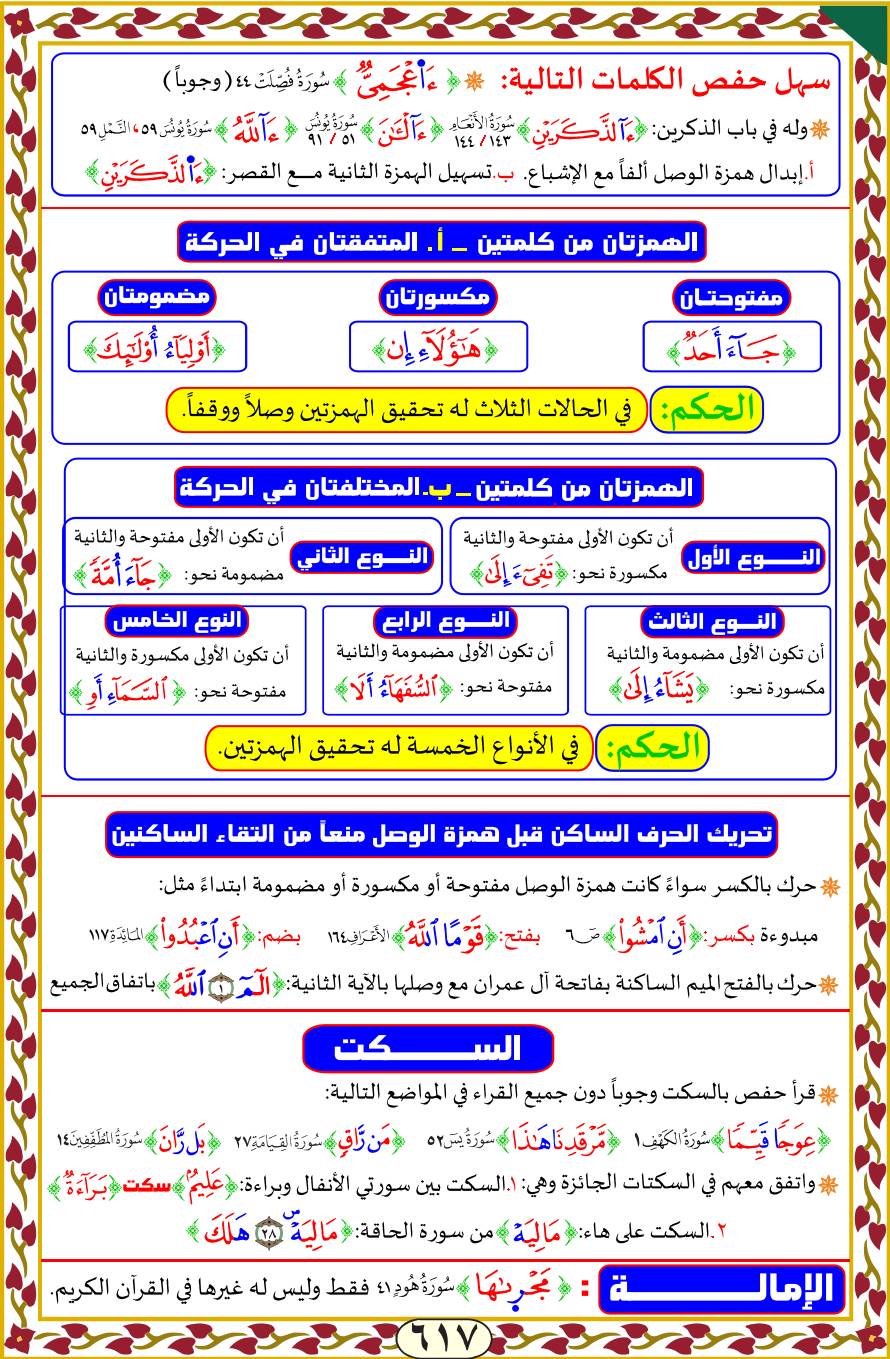 سهل حفص الكلمات التالية: ﴿ءَا۬عْجَمِيٌّ﴾ سُورَةُ فُصِّلَتْ ٤٤ (وجوباً)
وله في باب الذكرين: ﴿ءَآلذَّكَرَيْنِ﴾ سُورَةُ الأَنْعَامِ ١٤٣ / ١٤٤ ﴿ءَآلْـَٰٔنَ﴾ سُورَةُ يُونُسَ ٥١ / ٩١ ﴿ءَآللَّهُ﴾ سُورَةُ يُونُسَ ٥٩، النَّمْلِ ٥٩
أ.إبدال همزة الوصل ألفاً مع الإشباع. ب.تسهيل الهمزة الثانية مـع القصر: ﴿ءَا۬لذَّكَرَيْنِ﴾
الهمزتان من كلمتين _ أ. المتفقتان في الحركة
مفتوحتـان
مكسورتان
مضمومتان
﴿جَآءَ أَحَدٌ﴾
﴿هَٰٓؤُلَآءِ إِن﴾
﴿أَوْلِيَآءُ أُوْلَٰٓئِكَ﴾
الحكم: في الحالات الثلاث له تحقيق الهمزتين وصلاً ووقفاً.
الهمزتان من كلمتين _ ب. المختلفتان في الحركة
النـــوع الأول
أن تكون الأولى مفتوحة والثانية
مكسورة نحو: ﴿تَفِىٓءَ إِلَىٰٓ﴾
النـــوع الثاني
أن تكون الأولى مفتوحة والثانية
مضمومة نحو: ﴿جَآءَ أُمَّةً﴾
النـــوع الثالث
أن تكون الأولى مضمومة والثانية
مكسورة نحو: ﴿يَشَآءُ إِلَىٰ﴾
النـــوع الرابع
أن تكون الأولى مضمومة والثانية
مفتوحة نحو: ﴿ٱلسُّفَهَآءُ أَلَا﴾
النوع الخامس
أن تكون الأولى مكسورة والثانية
مفتوحة نحو: ﴿ٱلسَّمَآءِ أَوِ﴾
الحكم: في الأنواع الخمسة له تحقيق الهمزتين.
تحريك الحرف الساكن قبل همزة الوصل منعاً من التقاء الساكنين
حرك بالكسر سواءً كانت همزة الوصل مفتوحة أو مكسورة أو مضمومة ابتداءً مثل:
مبدوءة بكسر: ﴿أَنِ ٱمْشُواْ﴾ صٓ ٦ بفتح: ﴿قَوْمًا ٱللَّهُ﴾ الأَعْرَافِ ١٦٤ بضم: ﴿أَنِ ٱعْبُدُواْ﴾ المَائِدَةِ ١١٧
حرك بالفتح الميم الساكنة بفاتحة آل عمران مع وصلها بالآية الثانية: ﴿الٓمٓ ١ ٱللَّهُ﴾ باتفاق الجميع
الســـــكت
قرأ حفص بالسكت وجوباً دون جميع القراء في المواضع التالية:
﴿عِوَجَا قَيِّمًا﴾ سُورَةُ الكَهْفِ ١ ﴿مَّرْقَدِنَا هَٰذَا﴾ سُورَةُ يسٓ ٥٢ ﴿مَن رَّاقٍ﴾ سُورَةُ القِيَامَةِ ٢٧ ﴿بَل رَّانَ﴾ سُورَةُ المُطَفِّفِينَ ١٤
واتفق معهم في السكتات الجائزة وهي: ١.السكت بين سورتي الأنفال وبراءة: ﴿عَلِيمٌۢ﴾ سكت ﴿بَرَآءَةٌ﴾
٢.السكت على هاء: ﴿مَالِيَهْ﴾ من سورة الحاقة: ﴿مَالِيَهْۜ ٢٨ هَلَكَ﴾
الإمالــــــة : ﴿مَجْر۪ىٰهَا﴾ سُورَةُ هُودٍ ٤١ فقط وليس له غيرها في القرآن الكريم.
٦١٧